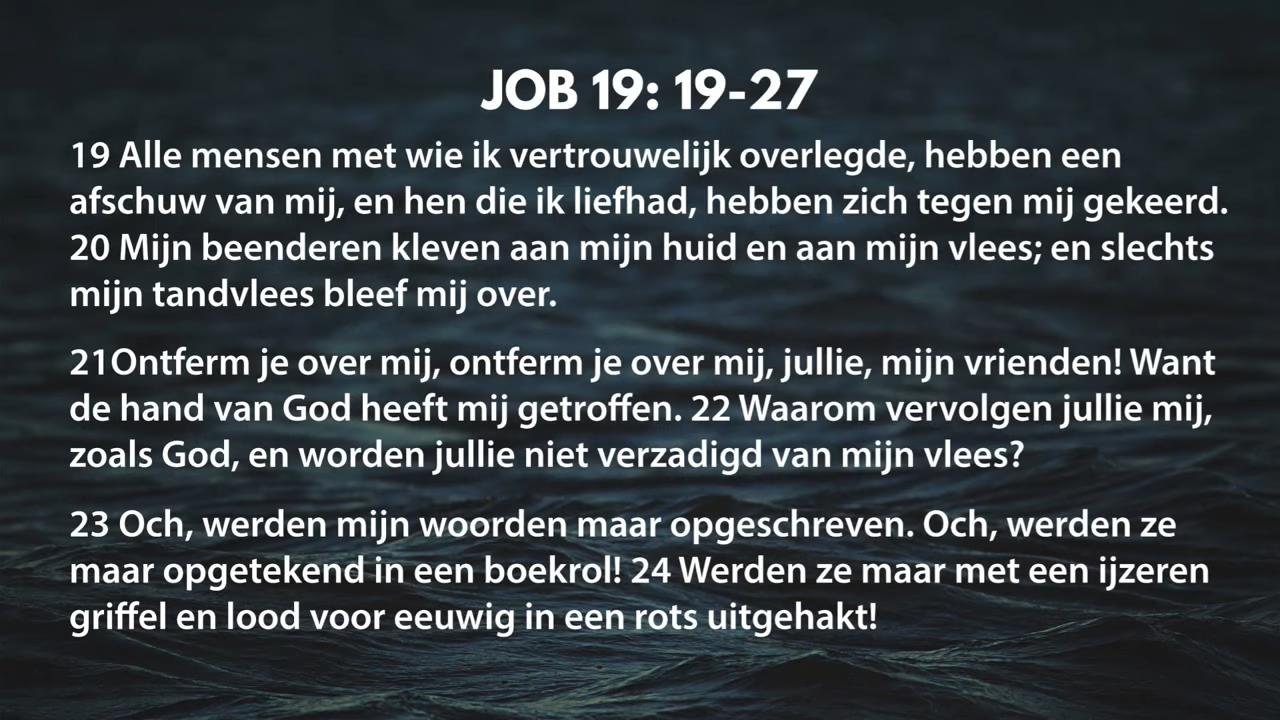 JOB 19: 19-27
19 Alle mensen met wie ik vertrouwelijk overlegde, hebben een
afschuw van mij, en hen die ik liefhad, hebben zich tegen mij gekeerd.
20 Mijn beenderen kleven aan mijn huid en aan mijn vlees; en slechts
mijn tandvlees bleef mij over.
21Ontferm je over mij, ontferm je over mij, jullie, mijn vrienden! Want
de hand van God heeft mij getroffen. 22 Waarom vervolgen jullie mij,
zoals God, en worden jullie niet verzadigd van mijn vlees?
23 Och, werden mijn woorden maar opgeschreven. Och, werden ze
maar opgetekend in een boekrol! 24 Werden ze maar met een ijzeren
griffel en lood voor eeuwig in een rots uitgehakt!